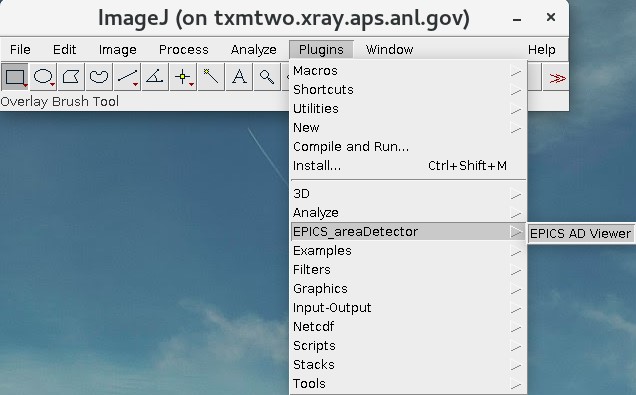 ImageJ (on txmtwo.xray.aps.anl.gov)
File Edit Image Process Analyze Plugins Window Help
A
Overlay Brush Tool
Macros
Shortcuts
Utilities
New
Compile and Run...
Install... Ctrl+Shift+M
3D
Analyze
EPICS_areaDetector
EPICS AD Viewer
Examples
Filters
Graphics
Input-Output
Netcdf
Scripts
Stacks
Tools